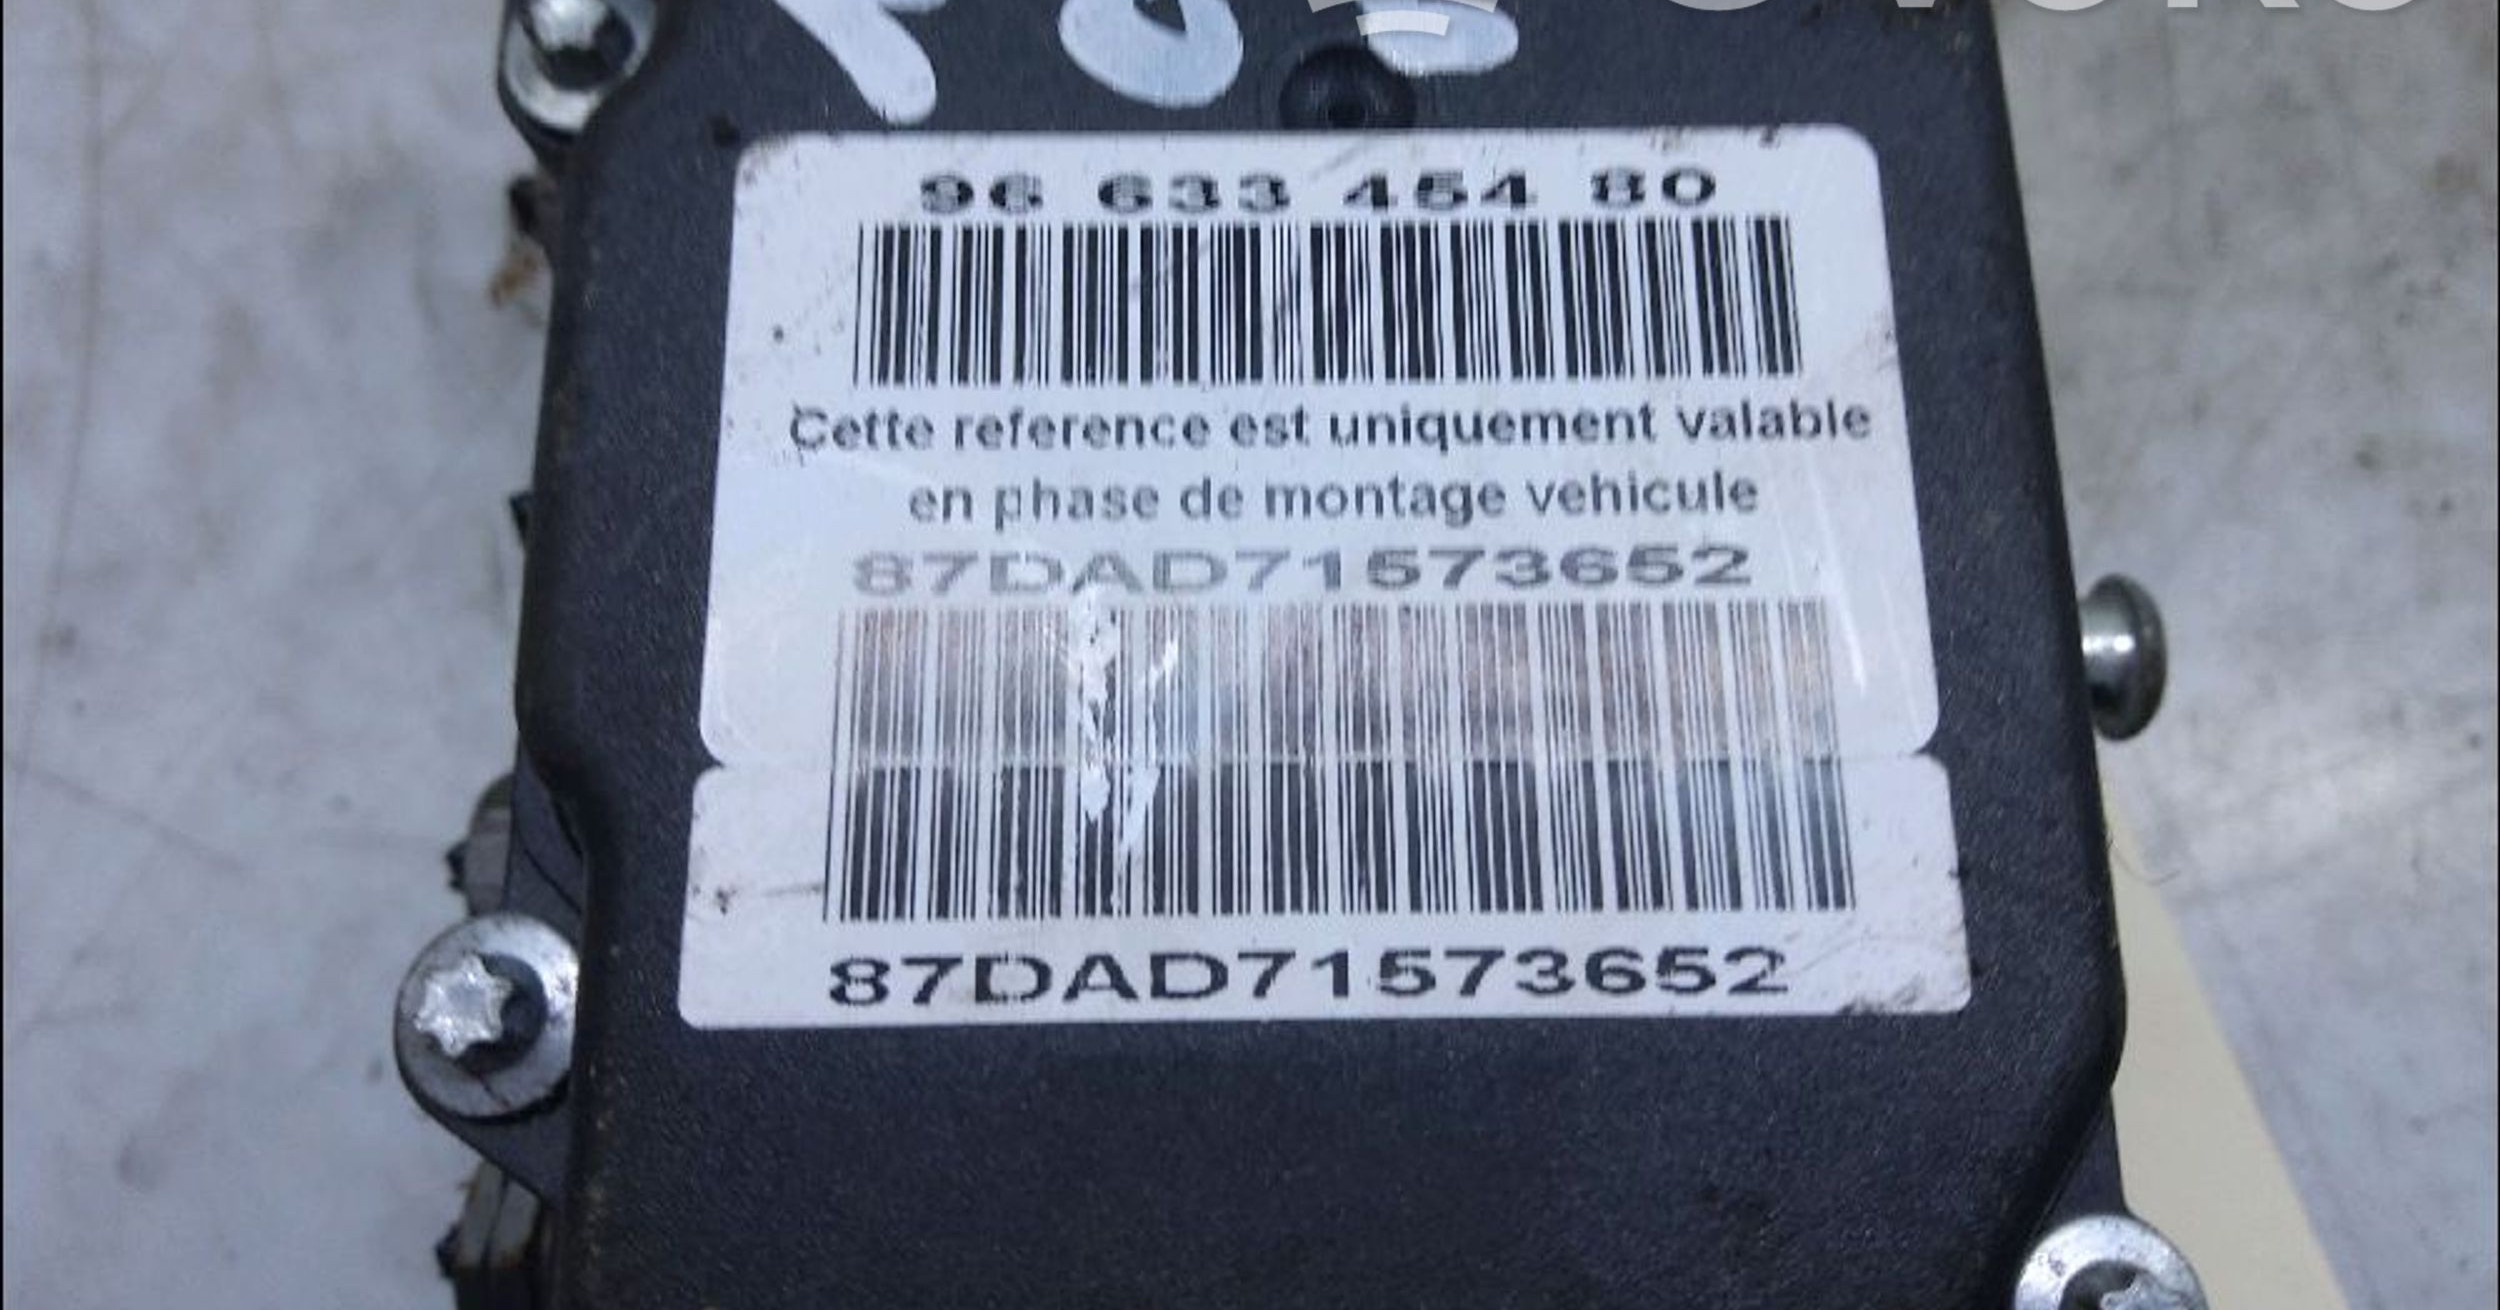 96 633 454 80
Cette reference est uniquement valable
en phase de montage vehicule
87DAD71573652
87DAD71573652